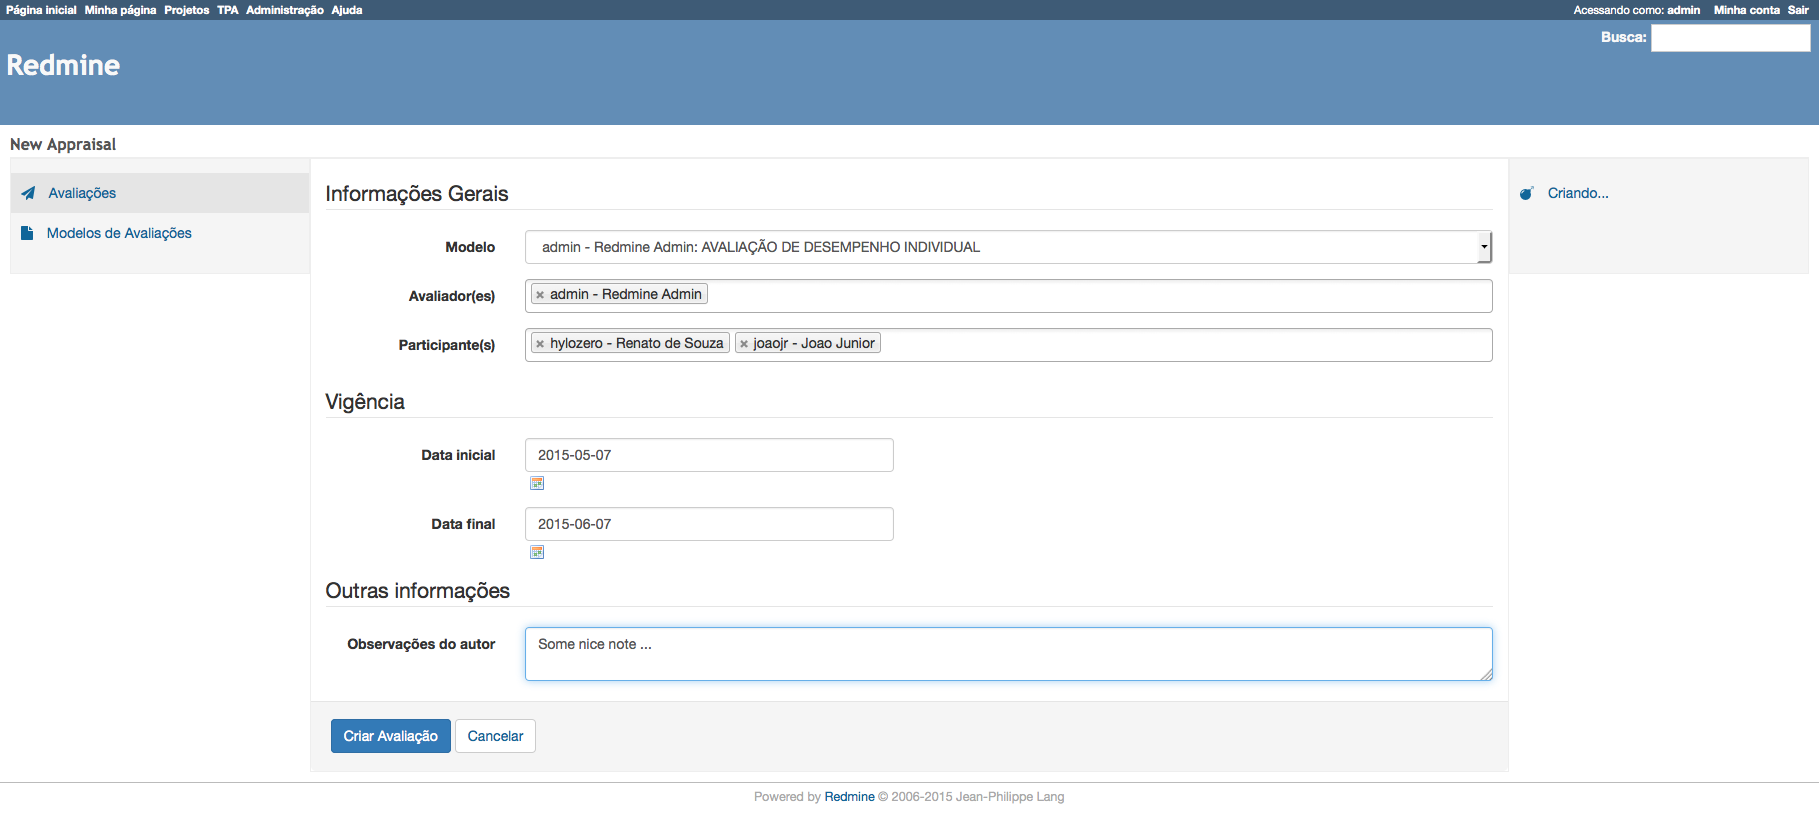 Página inicial Minha página Projetos TPA Administração Ajuda
Acessando como: admin Minha conta Sair
Busca:
Redmine
New Appraisal
Avaliações
Modelos de Avaliações
Informações Gerais
Modelo admin - Redmine Admin: AVALIAÇÃO DE DESEMPENHO INDIVIDUAL
Avaliador(es) × admin - Redmine Admin
Participante(s) × hylozero - Renato de Souza × joaojr - Joao Junior
Vigência
Data inicial 2015-05-07
Data final 2015-06-07
Outras informações
Observações do autor Some nice note ...
Criar Avaliação Cancelar
Criando...
Powered by Redmine © 2006-2015 Jean-Philippe Lang